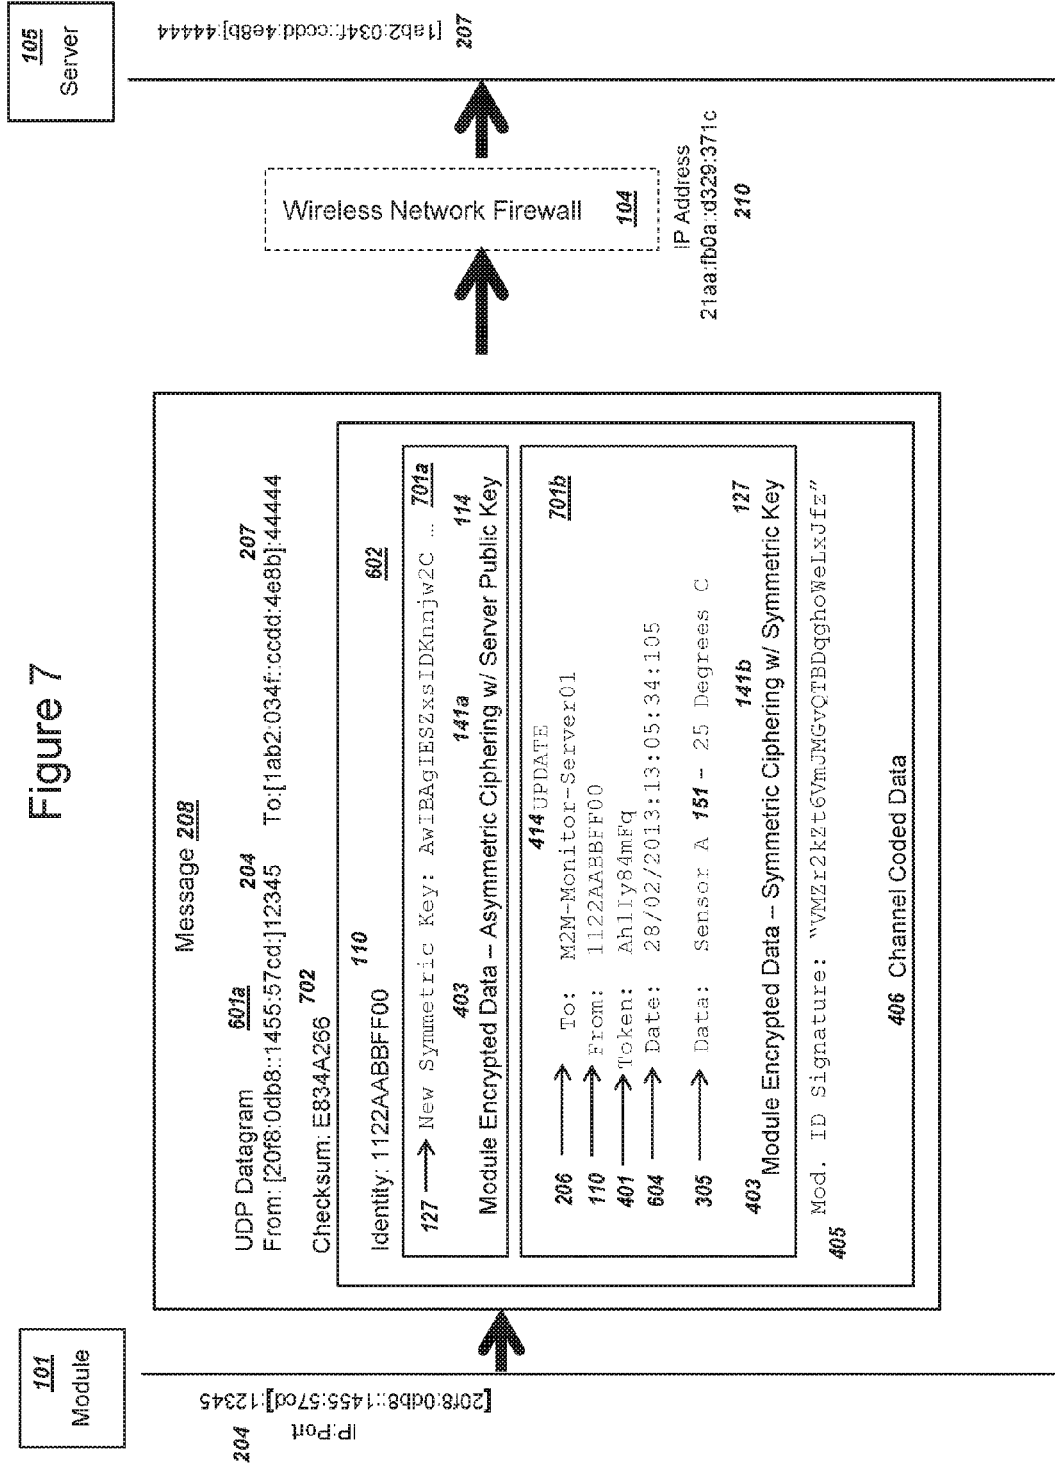 Figure 7
101
Module
105
Server
204
IP:Port
[20f8:0db8::1455:57cd]:12345
Message 208
UDP Datagram 601a 204 207
From: [20f8:0db8::1455:57cd:]12345 To:[1ab2:034f::ccdd:4e8b]:44444
702
Checksum: E834A266
110 602
Identity: 1122AABBFF00
127 New Symmetric Key: AwIBAgIESZxsIDKnnjw2C … 701a
403 141a 114
Module Encrypted Data – Asymmetric Ciphering w/ Server Public Key
414 UPDATE 701b
206 To: M2M-Monitor-Server01
110 From: 1122AABBFF00
401 Token:
604 Date: 28/02/2013:13:05:34:105
305 Data: Sensor A 151 - 25 Degrees C
403 141b 127
Module Encrypted Data – Symmetric Ciphering w/ Symmetric Key
Mod. ID Signature: “VMZr2kZt6VmJMGvQTBDqghoWeLxJfz”
405
406 Channel Coded Data
Wireless Network Firewall 104
IP Address
21aa:fb0a::d329:371c
210
[1ab2:034f::ccdd:4e8b]:44444
207